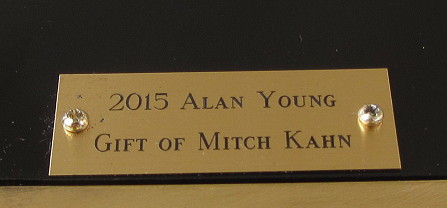 2015 Alan Young
Gift of Mitch Kahn